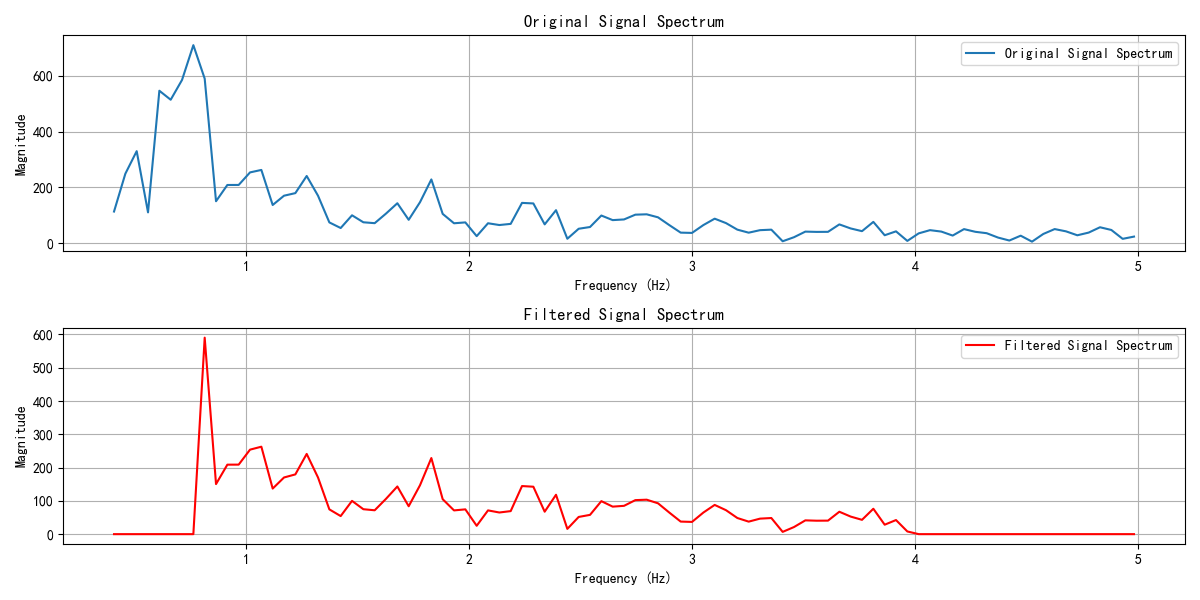 Original Signal Spectrum
Original Signal Spectrum
600
400
200
0
Magnitude
1
2
3
4
5
Frequency (Hz)
Filtered Signal Spectrum
Filtered Signal Spectrum
600
500
400
300
200
100
0
Magnitude
1
2
3
4
5
Frequency (Hz)